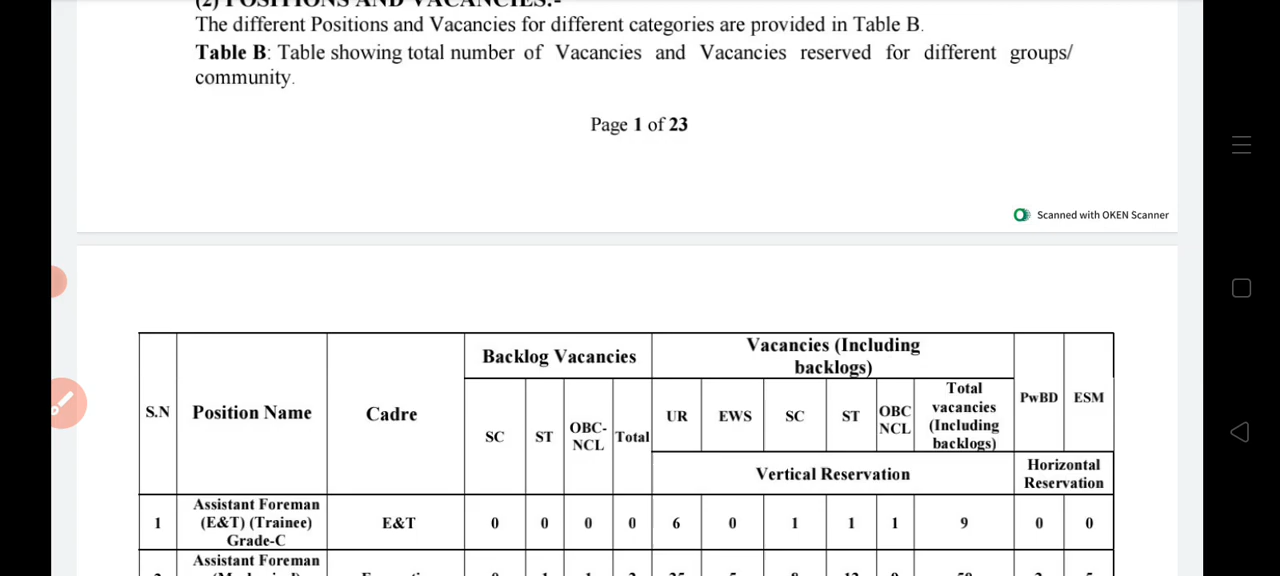 (2) POSITIONS AND VACANCIES:-
The different Positions and Vacancies for different categories are provided in Table B.
Table B: Table showing total number of Vacancies and Vacancies reserved for different groups/
community.
Page 1 of 23
Scanned with OKEN Scanner
S.N Position Name Cadre Backlog Vacancies Vacancies (Including
backlogs) PwBD ESM
SC ST OBC-
NCL Total UR EWS SC ST OBC
NCL Total
vacancies
(Including
backlogs)
Vertical Reservation Horizontal
Reservation
1 Assistant Foreman
(E&T) (Trainee)
Grade-C E&T 0 0 0 0 6 0 1 1 1 9 0 0
Assistant Foreman